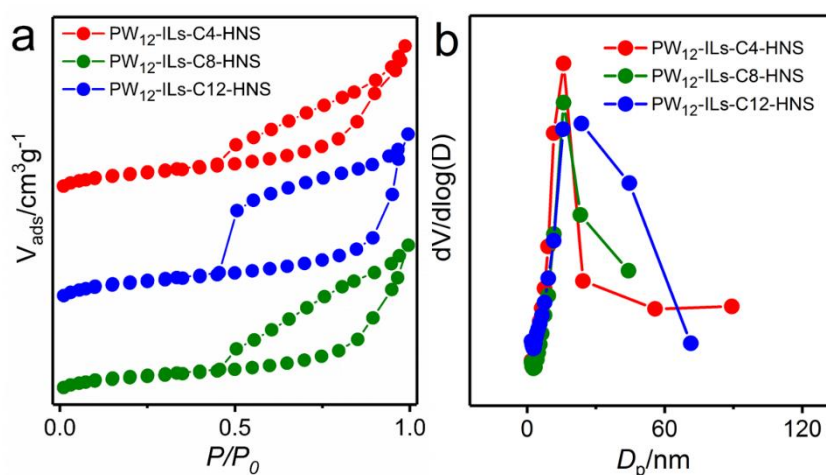 a
PW₁₂-ILs-C4-HNS
PW₁₂-ILs-C8-HNS
PW₁₂-ILs-C12-HNS
V_ads/cm³g⁻¹
0.0 0.5 1.0
P/P₀
b
PW₁₂-ILs-C4-HNS
PW₁₂-ILs-C8-HNS
PW₁₂-ILs-C12-HNS
dV/dlog(D)
0 60 120
Dₚ/nm